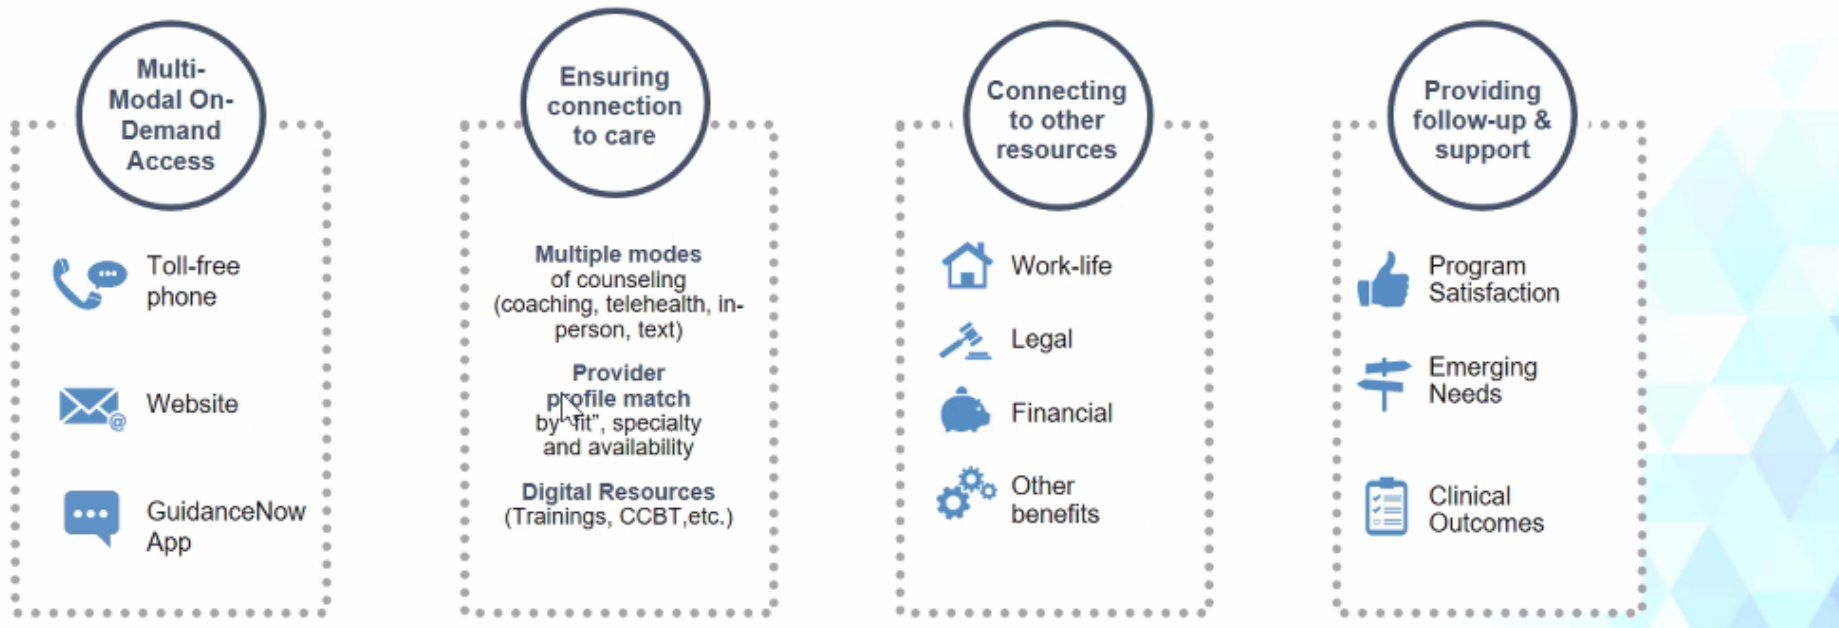 Multi-
Modal On-
Demand
Access
Toll-free
phone
Website
GuidanceNow
App
Ensuring
connection
to care
Multiple modes
of counseling
(coaching, telehealth, in-
person, text)
Provider
profile match
by "fit”, specialty
and availability
Digital Resources
(Trainings, CCBT,etc.)
Connecting
to other
resources
Work-life
Legal
Financial
Other
benefits
Providing
follow-up &
support
Program
Satisfaction
Emerging
Needs
Clinical
Outcomes